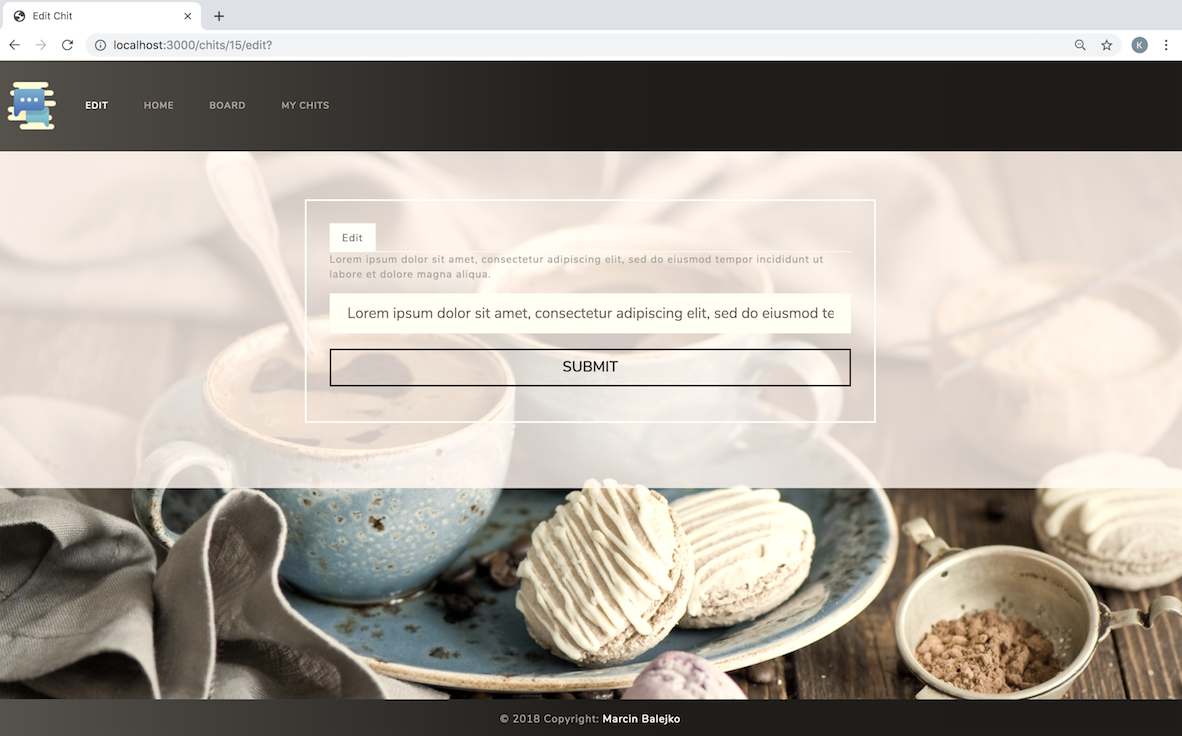 Edit Chit
localhost:3000/chits/15/edit?
K
EDIT HOME BOARD MY CHITS
Edit
Lorem ipsum dolor sit amet, consectetur adipiscing elit, sed do eiusmod tempor incididunt ut
labore et dolore magna aliqua.
Lorem ipsum dolor sit amet, consectetur adipiscing elit, sed do eiusmod te
SUBMIT
© 2018 Copyright: Marcin Balejko